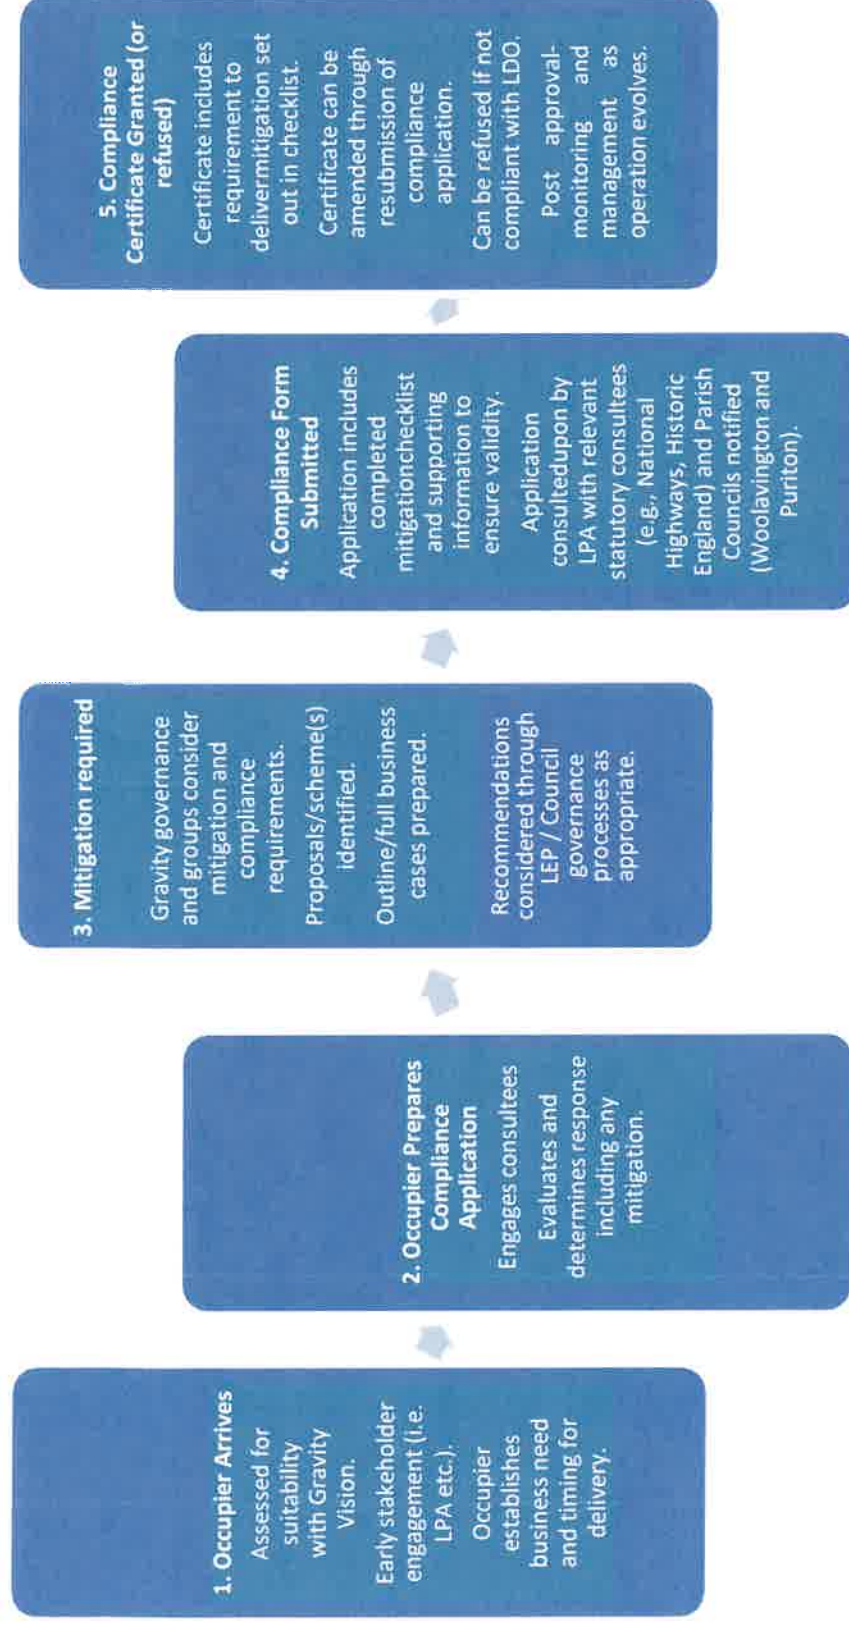 1. Occupier Arrives
Assessed for
suitability
with Gravity
Vision.
Early stakeholder
engagement (i.e.
LPA etc.).
Occupier
establishes
business need
and timing for
delivery.
2. Occupier Prepares
Compliance
Application
Engages consultees
Evaluates and
determines response
including any
mitigation.
3. Mitigation required
Gravity governance
and groups consider
mitigation and
compliance
requirements.
Proposals/scheme(s)
identified.
Outline/full business
cases prepared.
Recommendations
considered through
LEP / Council
governance
processes as
appropriate.
4. Compliance Form
Submitted
Application includes
completed
mitigationchecklist
and supporting
information to
ensure validity.
Application
consultedupon by
LPA with relevant
statutory consultees
(e.g., National
Highways, Historic
England) and Parish
Councils notified
(Woolavington and
Puriton).
5. Compliance
Certificate Granted (or
refused)
Certificate includes
requirement to
delivermitigation set
out in checklist.
Certificate can be
amended through
resubmission of
compliance
application.
Can be refused if not
compliant with LDO.
Post approval-
monitoring and
management as
operation evolves.